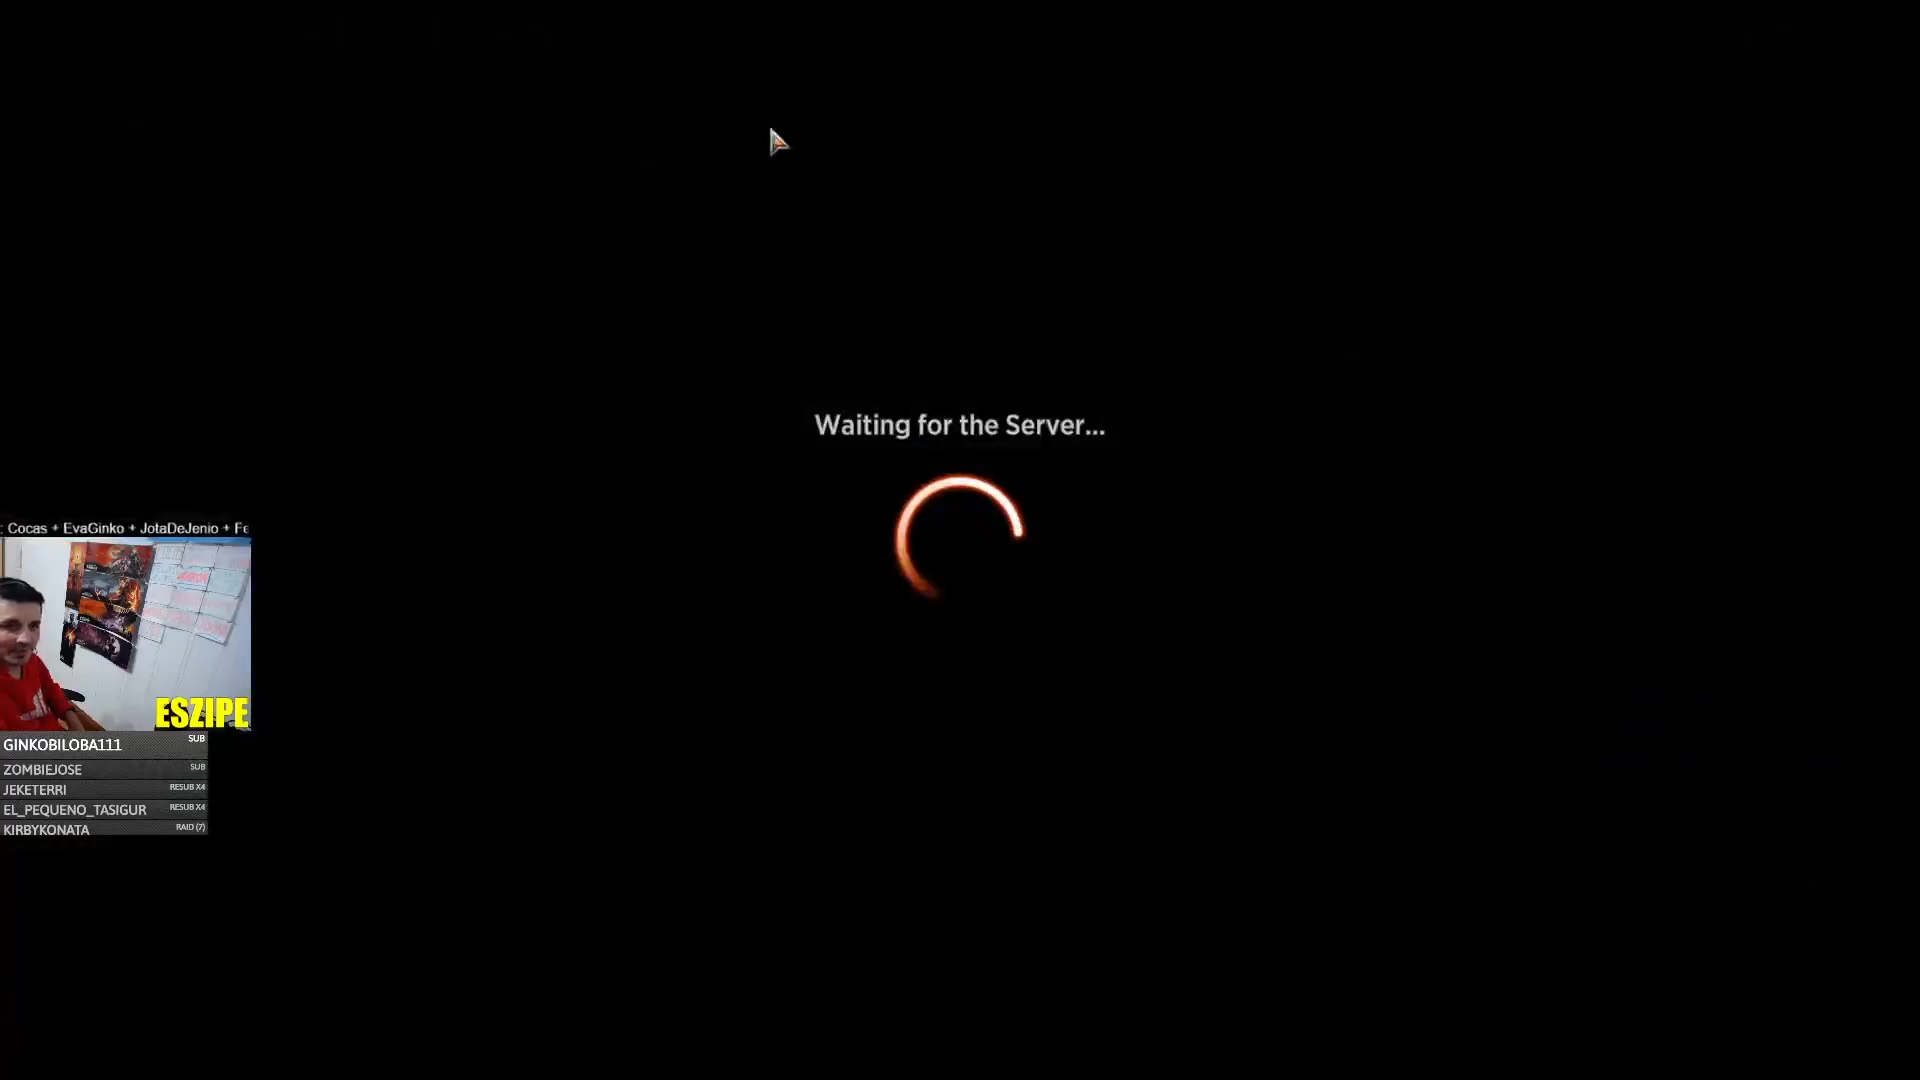 Waiting for the Server...
: Cocas + EvaGinko + JotaDeJenio + Fe
ESZIPE
GINKOBILOBA111 SUB
ZOMBIEJOSE SUB
JEKETERRI RESUB X4
EL_PEQUENO_TASIGUR RESUB X4
KIRBYKONATA RAID (7)